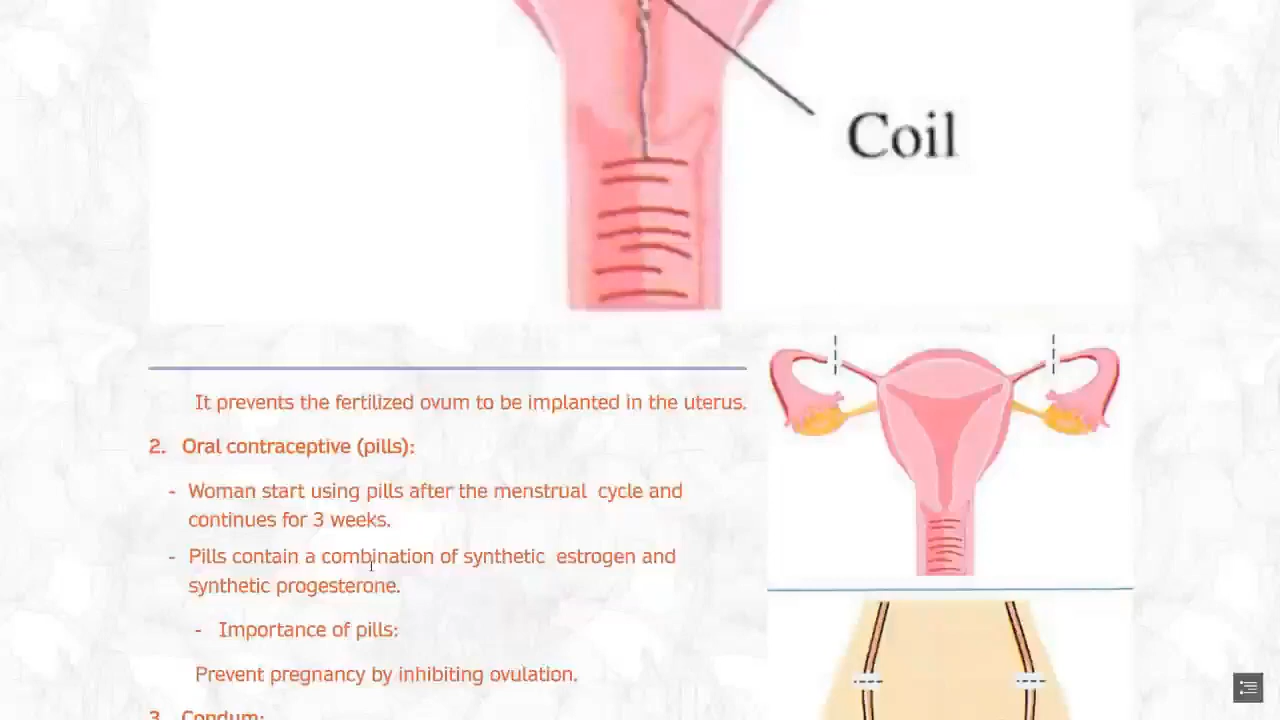 Coil
It prevents the fertilized ovum to be implanted in the uterus.
2. Oral contraceptive (pills):
- Woman start using pills after the menstrual cycle and
continues for 3 weeks.
- Pills contain a combination of synthetic estrogen and
synthetic progesterone.
- Importance of pills:
Prevent pregnancy by inhibiting ovulation.
3. Condum: